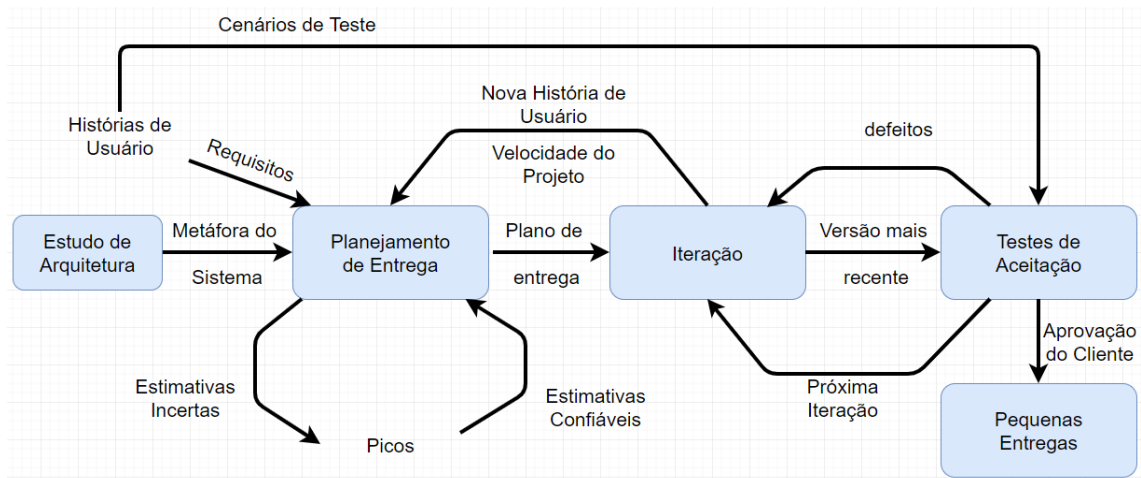 Cenários de Teste
Histórias de
Usuário
Requisitos
Nova História de
Usuário
Velocidade do
Projeto
defeitos
Estudo de
Arquitetura
Metáfora do
Sistema
Planejamento
de Entrega
Plano de
entrega
Iteração
Versão mais
recente
Testes de
Aceitação
Estimativas
Incertas
Picos
Estimativas
Confiáveis
Próxima
Iteração
Aprovação
do Cliente
Pequenas
Entregas